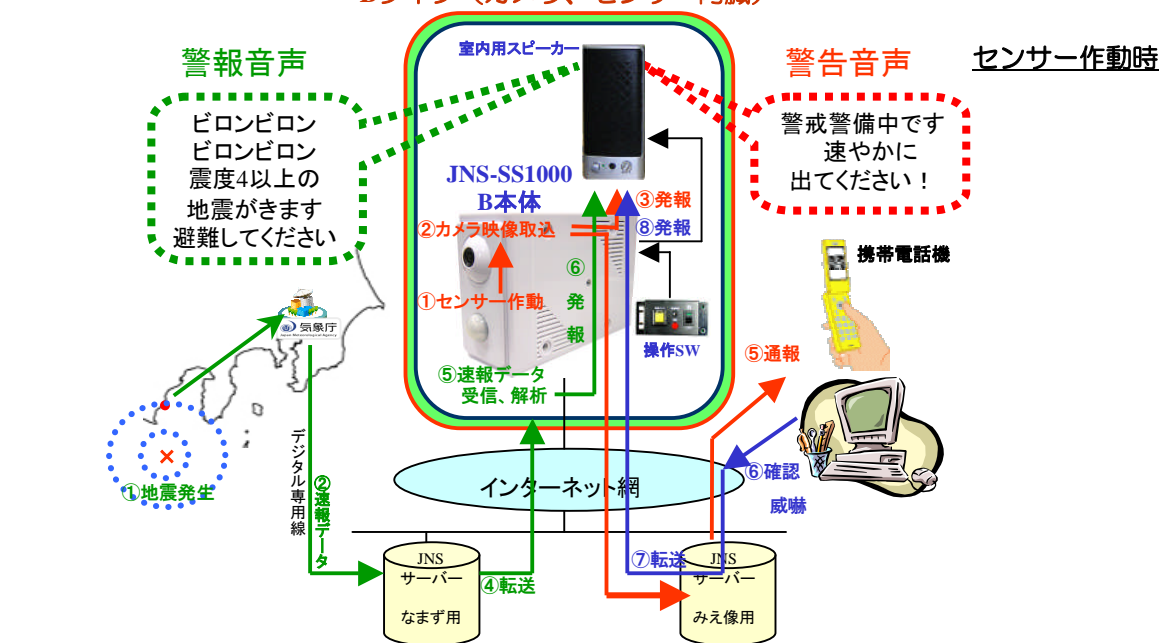 室内用スピーカー
警報音声
警告音声
センサー作動時
ビロンビロン
ビロンビロン
震度4以上の
地震がきます
避難してください
警戒警備中です
速やかに
出てください！
JNS-SS1000
B本体
③発報
⑧発報
②カメラ映像取込
①センサー作動
⑥
発
報
操作SW
携帯電話機
気象庁
⑤速報データ
受信、解析
⑤通報
デジタル専用線
②速報データ
①地震発生
インターネット網
⑥確認
威嚇
④転送
⑦転送
JNS
サーバー
なまず用
JNS
サーバー
みえ像用